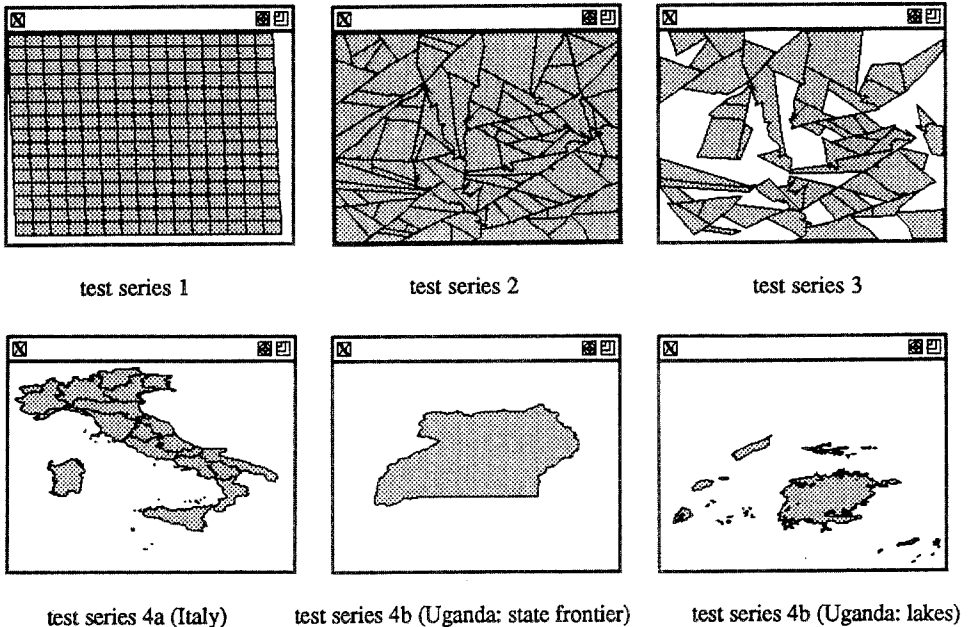 test series 1
test series 2
test series 3
test series 4a (Italy)
test series 4b (Uganda: state frontier)
test series 4b (Uganda: lakes)